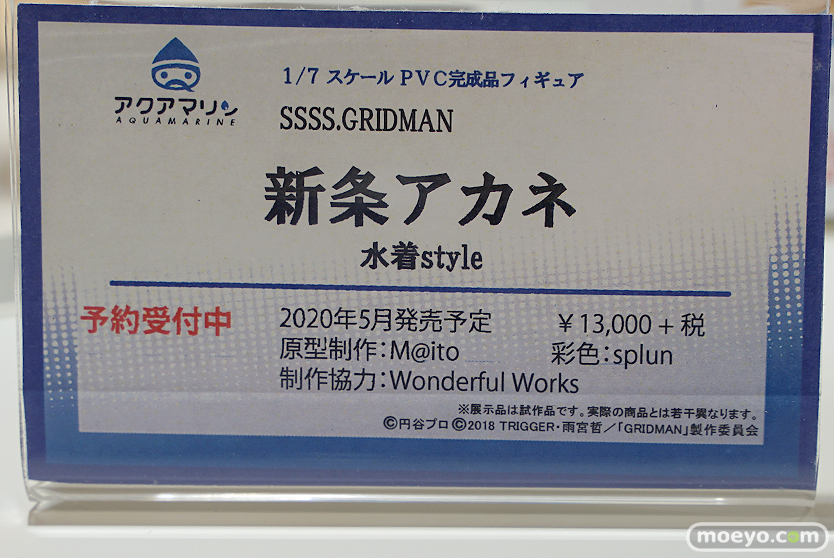 アクアマリン
AQUAMARINE
1/7 スケール PVC完成品フィギュア
SSSS.GRIDMAN
新条アカネ
水着style
予約受付中
2020年5月発売予定 ￥13,000+税
原型制作:M@ito 彩色:splun
制作協力:Wonderful Works
※展示品は試作品です。実際の商品とは若干異なります。
©円谷プロ ©2018 TRIGGER・雨宮哲/「GRIDMAN」製作委員会
moeyo.com